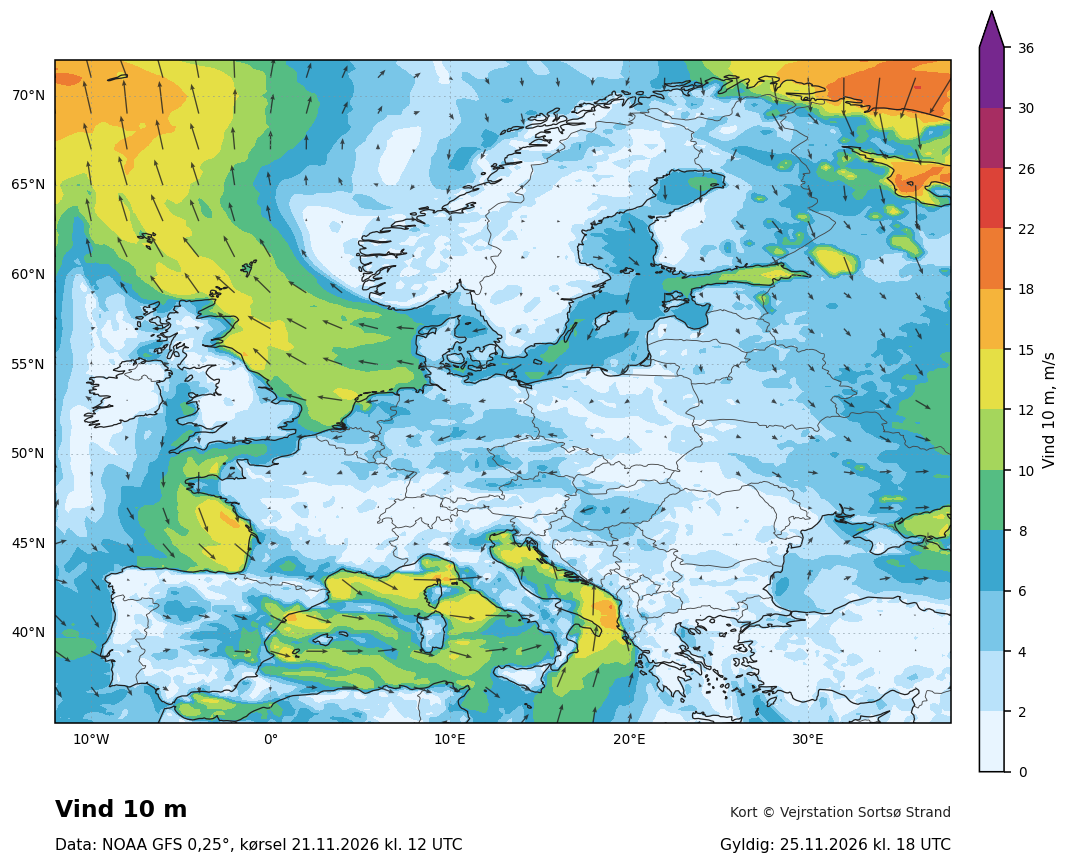 70°N
65°N
60°N
55°N
50°N
45°N
40°N
10°W
0°
10°E
20°E
30°E
36
30
26
22
18
15
12
10
8
6
4
2
0
Vind 10 m, m/s
Vind 10 m
Kort © Vejrstation Sortsø Strand
Data: NOAA GFS 0,25°, kørsel 21.11.2026 kl. 12 UTC
Gyldig: 25.11.2026 kl. 18 UTC